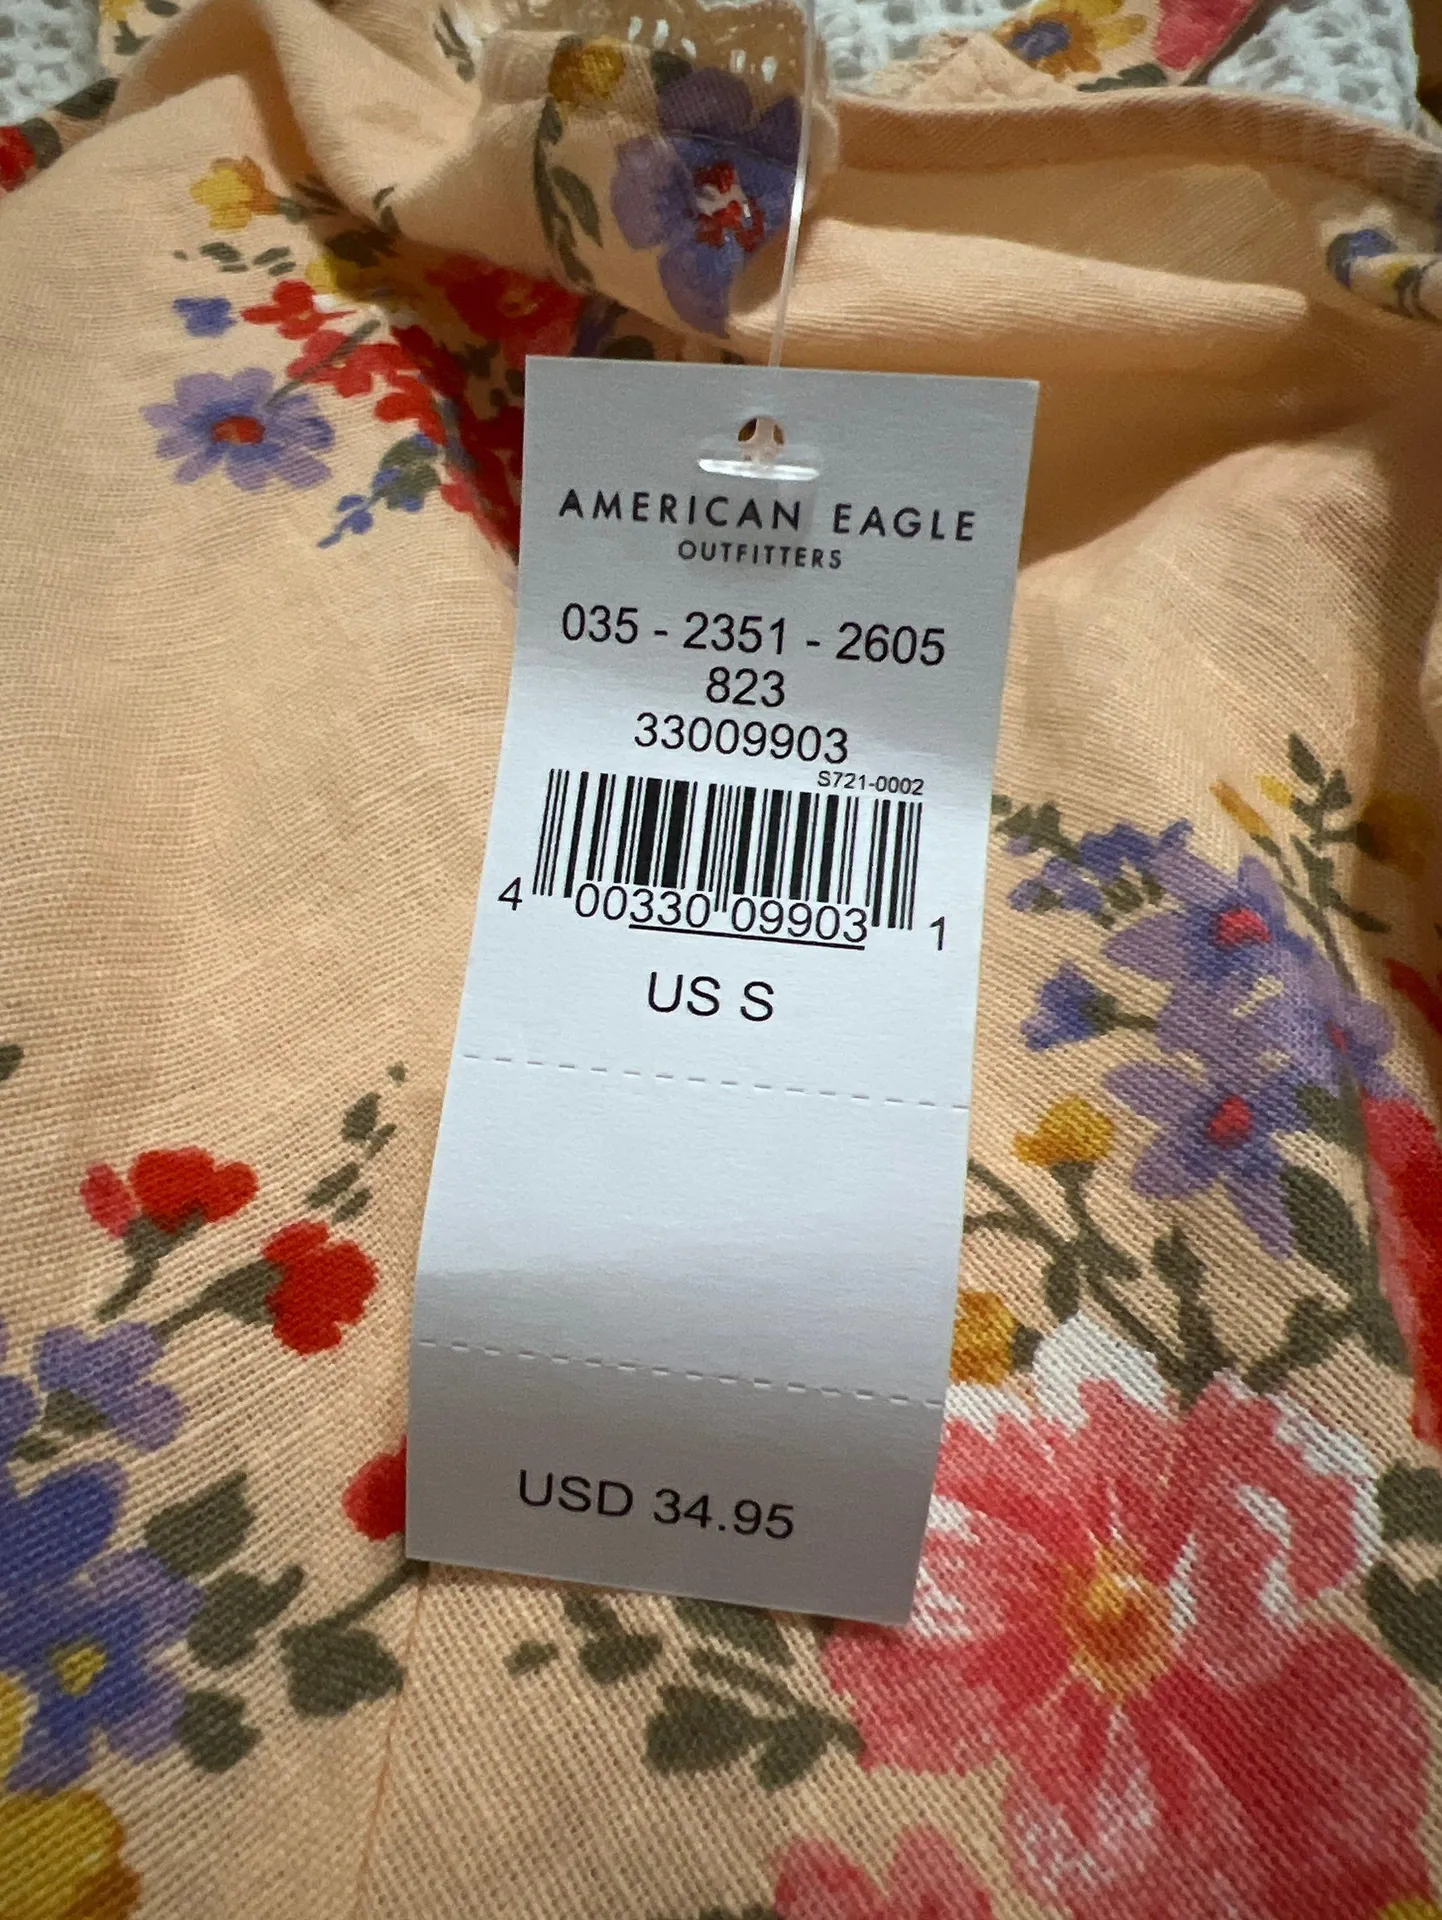 AMERICAN EAGLE
OUTFITTERS
035 - 2351 - 2605
823
33009903
S721-0002
4 00330 09903 1
US S
USD 34.95